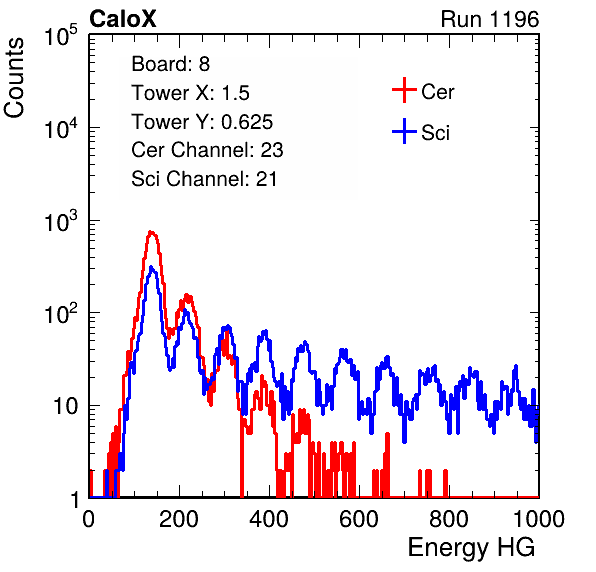 CaloX Run 1196
Counts
10^5
10^4
10^3
10^2
10
1
Board: 8
Tower X: 1.5
Tower Y: 0.625
Cer Channel: 23
Sci Channel: 21
Cer
Sci
0 200 400 600 800 1000
Energy HG